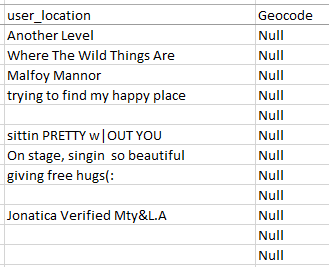 user_location Geocode
Another Level Null
Where The Wild Things Are Null
Malfoy Mannor Null
trying to find my happy place Null
Null
sittin PRETTY w|OUT YOU Null
On stage, singin  so beautiful Null
giving free hugs(: Null
Null
Jonatica Verified Mty&L.A Null
Null
Null